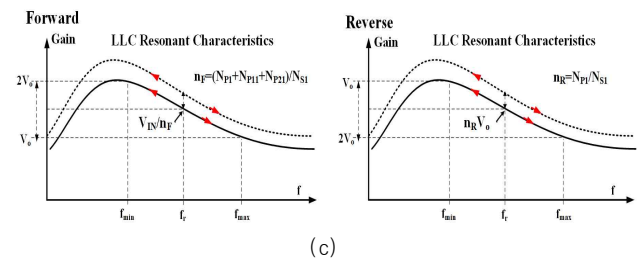 Forward
Gain
LLC Resonant Characteristics
2Vo
nF=(NP1+NP11+NP21)/NS1
VIN/nF
Vo
f
fmin
fr
fmax
Reverse
Gain
LLC Resonant Characteristics
Vo
nR=NP1/NS1
nRVo
2Vo
f
fmin
fr
fmax
(c)